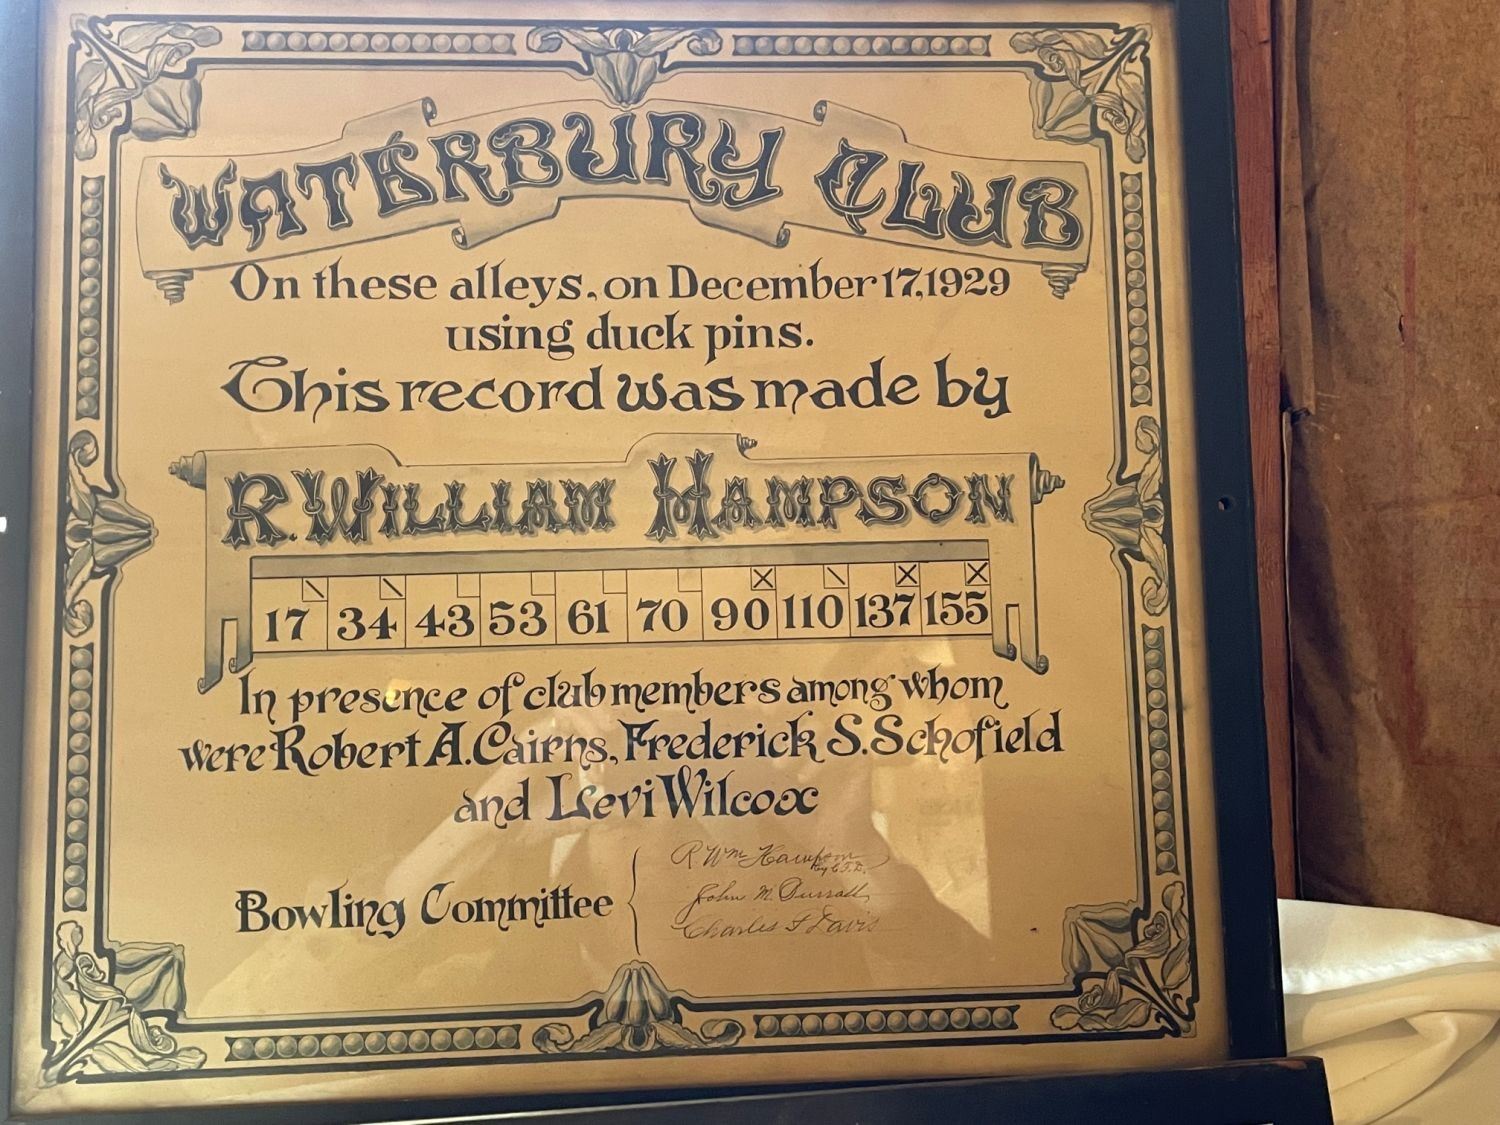 WATERBURY CLUB
On these alleys, on December 17, 1929
using duck pins.
This record was made by
R. WILLIAM HAMPSON
17 34 43 53 61 70 90 110 137 155
In presence of club members among whom
were Robert A. Cairns, Frederick S. Schofield
and Levi Wilcox
R Wm Hampson
by C.F.D.
John M. Burrall
Bowling Committee
Charles F Davis